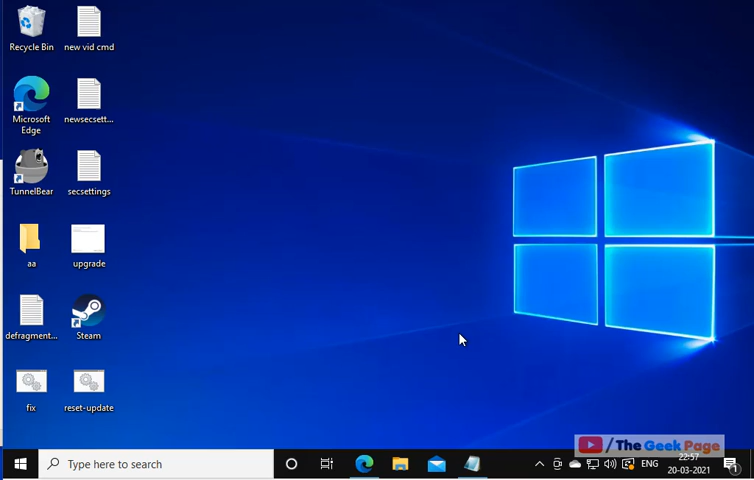 Recycle Bin
new vid cmd
Microsoft
Edge
newsecsett...
TunnelBear
secsettings
aa
upgrade
defragment...
Steam
fix
reset-update
Type here to search
/The Geek Page
ENG
22:57
20-03-2021
1